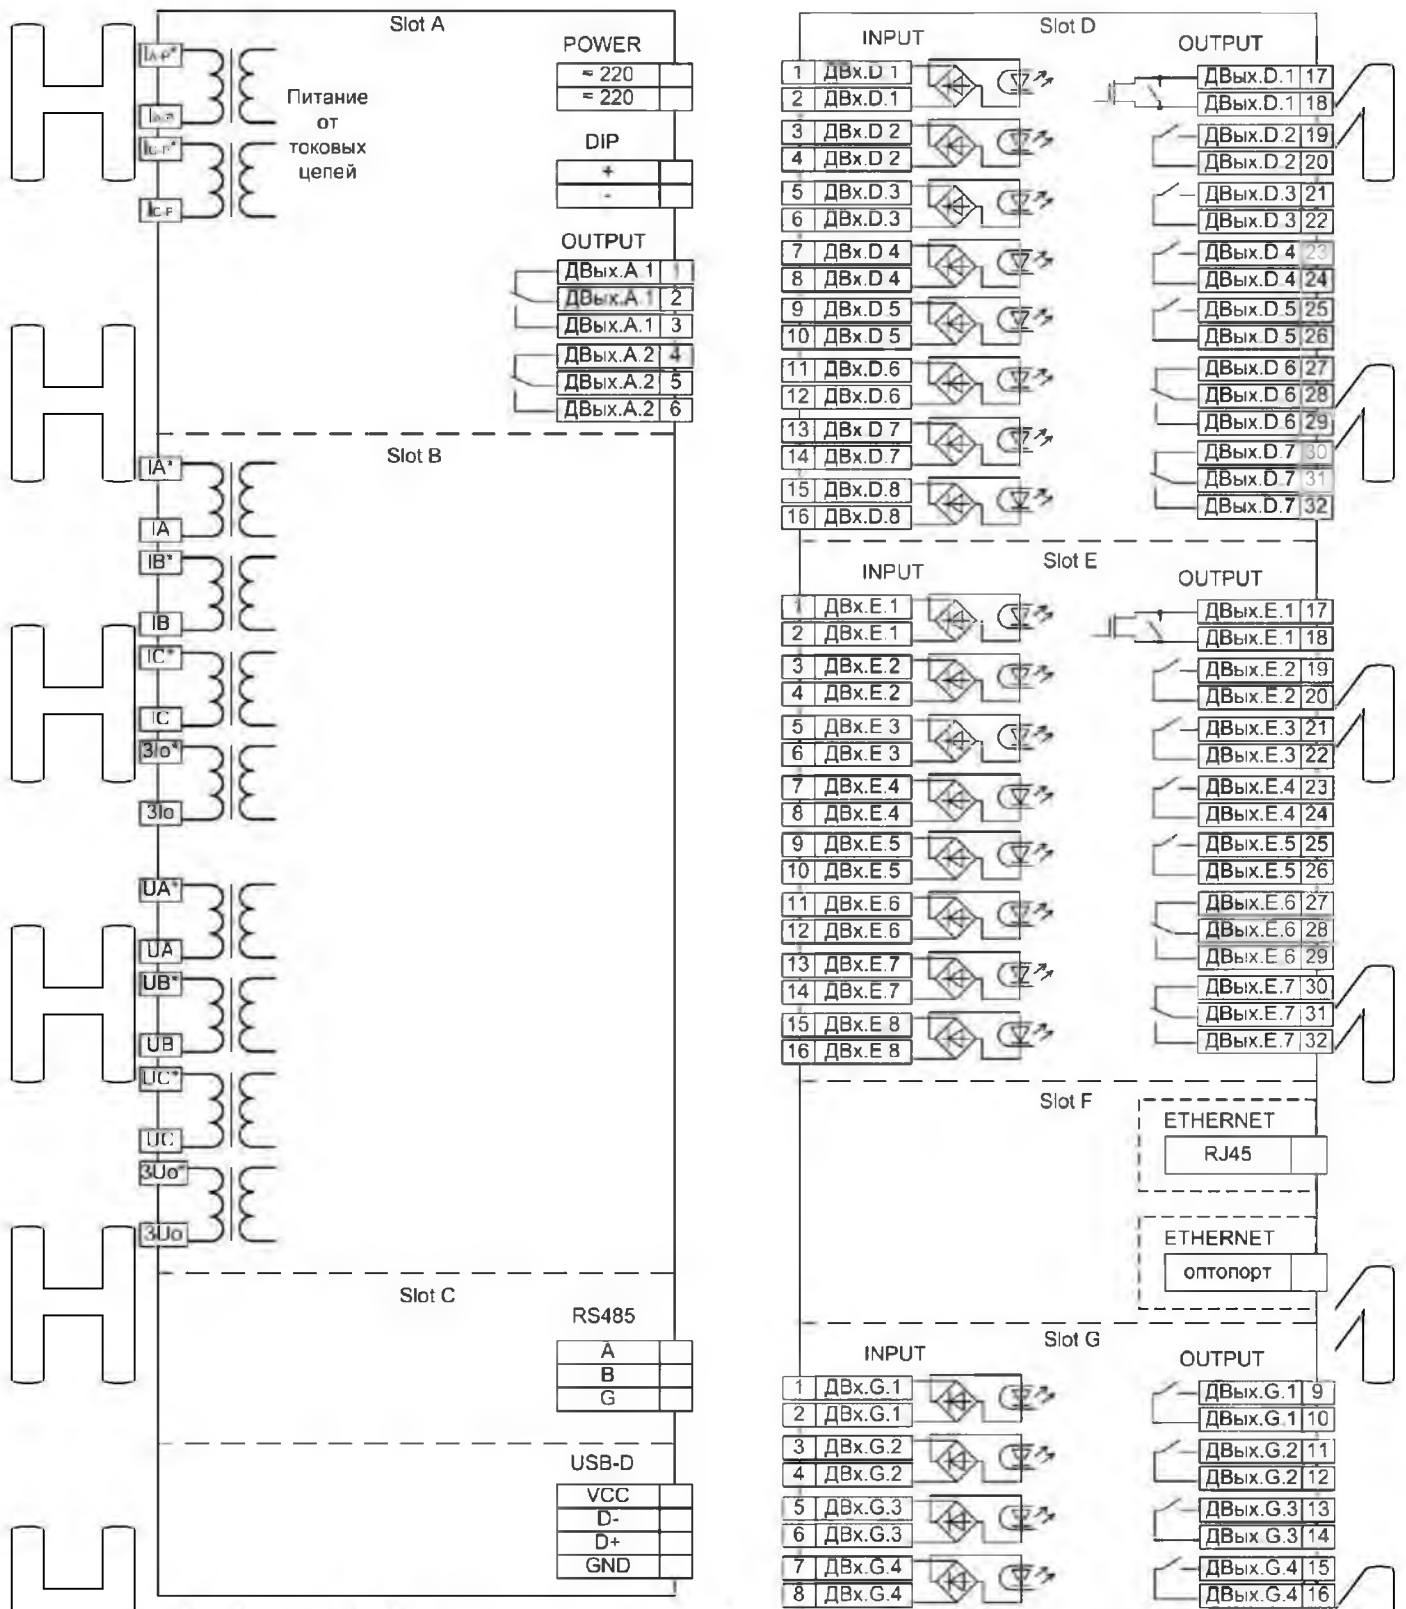 Slot A
IA-P*
IA-P
IC-P*
IC-P
Питание
от
токовых
цепей
POWER
≂ 220
≂ 220
DIP
+
-
OUTPUT
ДВых.A.1 1
ДВых.A.1 2
ДВых.A.1 3
ДВых.A.2 4
ДВых.A.2 5
ДВых.A.2 6
Slot B
IA*
IA
IB*
IB
IC*
IC
3Io*
3Io
UA*
UA
UB*
UB
UC*
UC
3Uo*
3Uo
Slot C
RS485
A
B
G
USB-D
VCC
D-
D+
GND
Slot D
INPUT
1 ДВх.D.1
2 ДВх.D.1
3 ДВх.D 2
4 ДВх.D 2
5 ДВх.D.3
6 ДВх.D.3
7 ДВх.D 4
8 ДВх.D 4
9 ДВх.D 5
10 ДВх.D 5
11 ДВх.D.6
12 ДВх.D.6
13 ДВх D 7
14 ДВх.D.7
15 ДВх.D.8
16 ДВх.D.8
OUTPUT
ДВых.D.1 17
ДВых.D.1 18
ДВых.D.2 19
ДВых.D.2 20
ДВых.D.3 21
ДВых.D.3 22
ДВых.D.4 23
ДВых.D.4 24
ДВых.D.5 25
ДВых.D 5 26
ДВых.D 6 27
ДВых.D 6 28
ДВых.D.6 29
ДВых.D.7 30
ДВых.D.7 31
ДВых.D.7 32
Slot E
INPUT
1 ДВх.E.1
2 ДВх.E.1
3 ДВх.E.2
4 ДВх.E.2
5 ДВх.E 3
6 ДВх.E 3
7 ДВх.E.4
8 ДВх.E.4
9 ДВх.E.5
10 ДВх.E.5
11 ДВх.E.6
12 ДВх.E.6
13 ДВх.E.7
14 ДВх.E.7
15 ДВх.E 8
16 ДВх.E 8
OUTPUT
ДВых.E.1 17
ДВых.E.1 18
ДВых.E.2 19
ДВых.E.2 20
ДВых.E.3 21
ДВых.E.3 22
ДВых.E.4 23
ДВых.E.4 24
ДВых.E.5 25
ДВых.E.5 26
ДВых.E.6 27
ДВых.E.6 28
ДВых.E 6 29
ДВых.E.7 30
ДВых.E.7 31
ДВых.E.7 32
Slot F
ETHERNET
RJ45
ETHERNET
оптопорт
Slot G
INPUT
1 ДВх.G.1
2 ДВх.G.1
3 ДВх.G.2
4 ДВх.G.2
5 ДВх.G.3
6 ДВх.G.3
7 ДВх.G.4
8 ДВх.G.4
OUTPUT
ДВых.G.1 9
ДВых.G.1 10
ДВых.G.2 11
ДВых.G.2 12
ДВых.G.3 13
ДВых.G.3 14
ДВых.G.4 15
ДВых.G.4 16